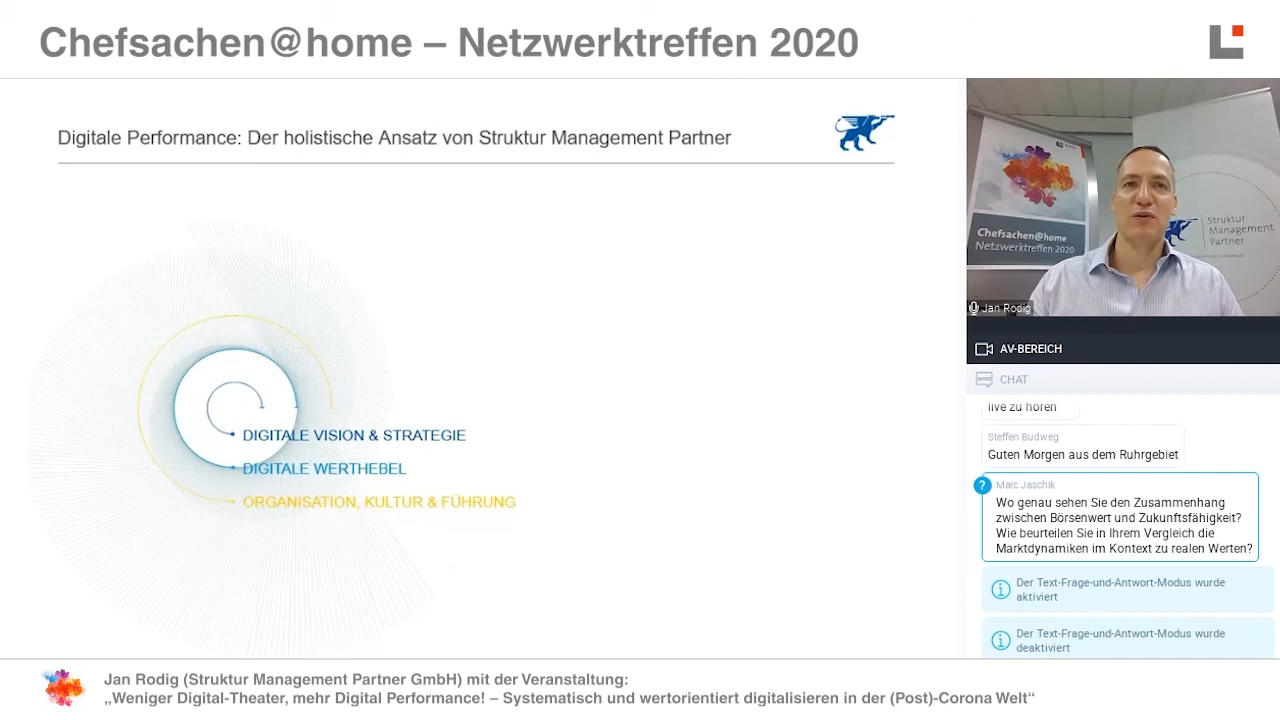 Chefsachen@home – Netzwerktreffen 2020
Digitale Performance: Der holistische Ansatz von Struktur Management Partner
DIGITALE VISION & STRATEGIE
DIGITALE WERTHEBEL
ORGANISATION, KULTUR & FÜHRUNG
Chefsachen@home
Netzwerktreffen 2020
Struktur
Management
Partner
Jan Rodig
AV-BEREICH
CHAT
live zu hören
Steffen Budweg
Guten Morgen aus dem Ruhrgebiet
?
Marc Jaschik
Wo genau sehen Sie den Zusammenhang
zwischen Börsenwert und Zukunftsfähigkeit?
Wie beurteilen Sie in Ihrem Vergleich die
Marktdynamiken im Kontext zu realen Werten?
Der Text-Frage-und-Antwort-Modus wurde
aktiviert
Der Text-Frage-und-Antwort-Modus wurde
deaktiviert
Jan Rodig (Struktur Management Partner GmbH) mit der Veranstaltung:
„Weniger Digital-Theater, mehr Digital Performance! – Systematisch und wertorientiert digitalisieren in der (Post)-Corona Welt“